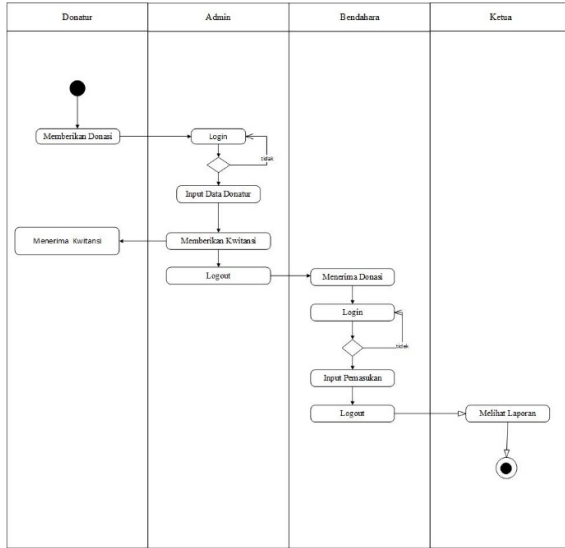 Donatur
Admin
Bendahara
Ketua
Memberikan Donasi
Login
tidak
Input Data Donatur
Menerima Kwitansi
Memberikan Kwitansi
Logout
Menerima Donasi
Login
tidak
Input Pemasukan
Logout
Melihat Laporan